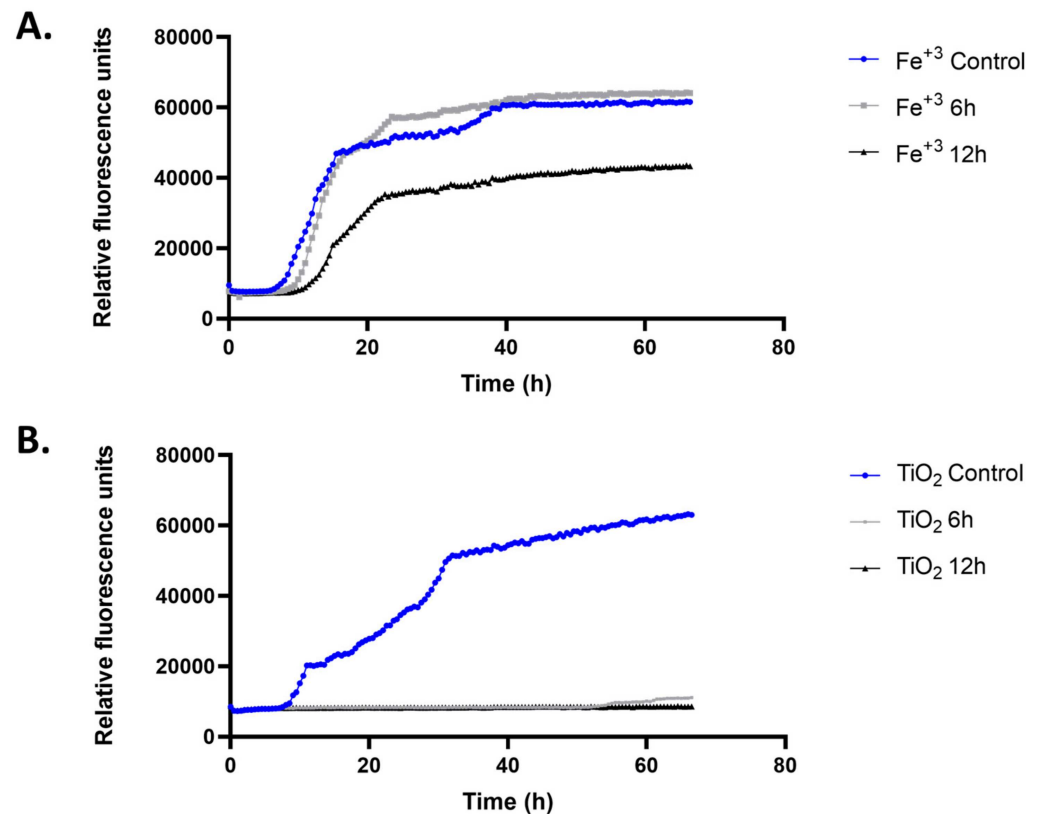 A.
Relative fluorescence units
80000
60000
40000
20000
0
0 20 40 60 80
Time (h)
Fe⁺³ Control
Fe⁺³ 6h
Fe⁺³ 12h
B.
Relative fluorescence units
80000
60000
40000
20000
0
0 20 40 60 80
Time (h)
TiO₂ Control
TiO₂ 6h
TiO₂ 12h